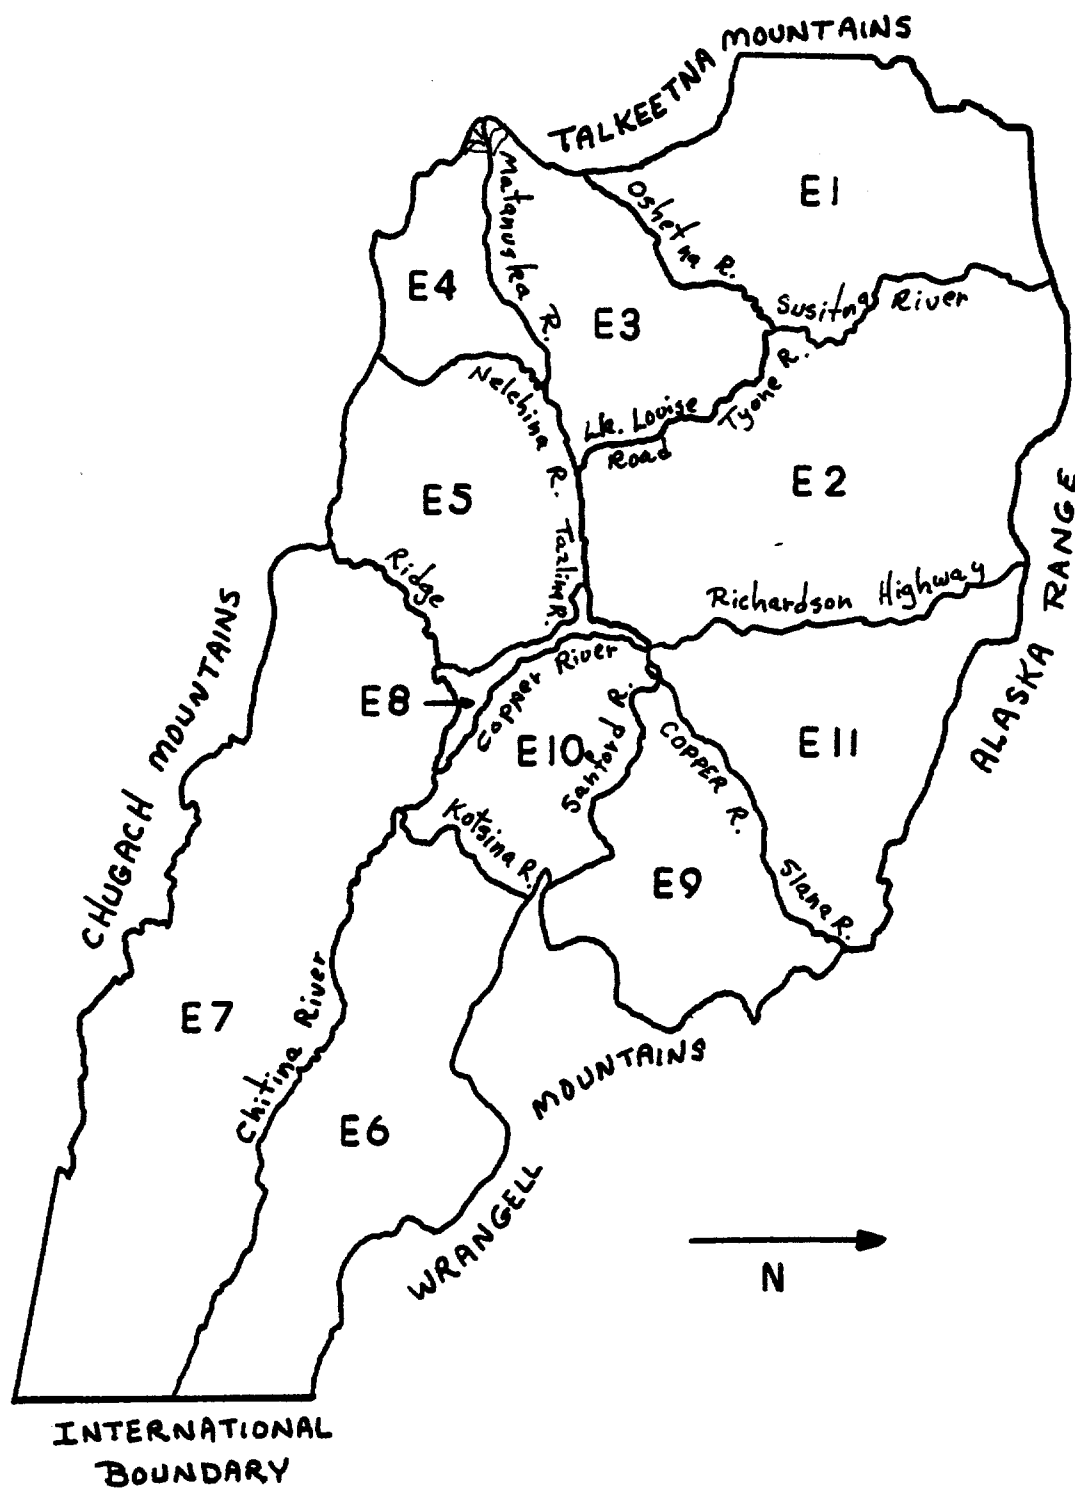 TALKEETNA MOUNTAINS
Matanuska R.
Oshetna R.
E1
E4
E3
Susitna River
Tyone R.
Nelchina R.
Lk. Louise
Road
E5
E2
Tazlina R.
Ridge
Richardson Highway
ALASKA RANGE
CHUGACH MOUNTAINS
E8
Copper River
E10
Sanford R.
COPPER R.
E11
Kotsina R.
E9
Slana R.
E7
Chitina River
E6
WRANGELL MOUNTAINS
N
INTERNATIONAL
BOUNDARY